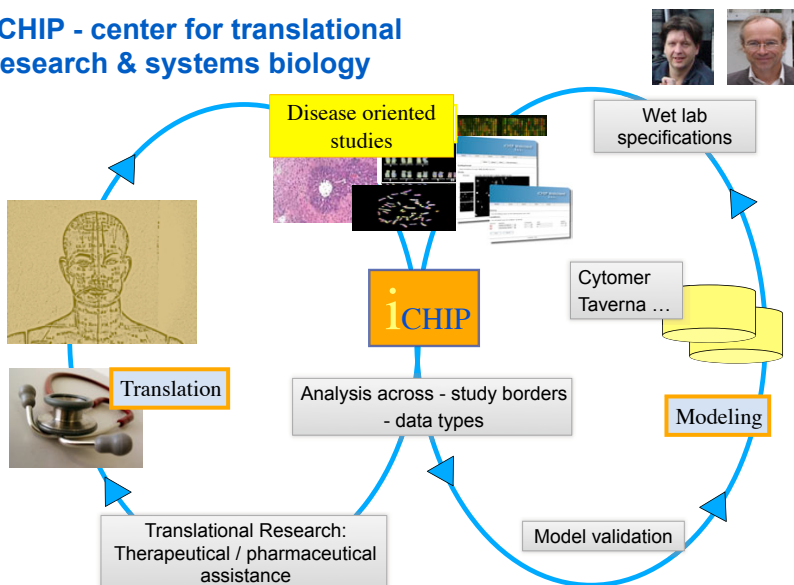 CHIP - center for translational
esearch & systems biology
Disease oriented
studies
Wet lab
specifications
Cytomer
Taverna …
iCHIP
Translation
Analysis across - study borders
- data types
Modeling
Translational Research:
Therapeutical / pharmaceutical
assistance
Model validation